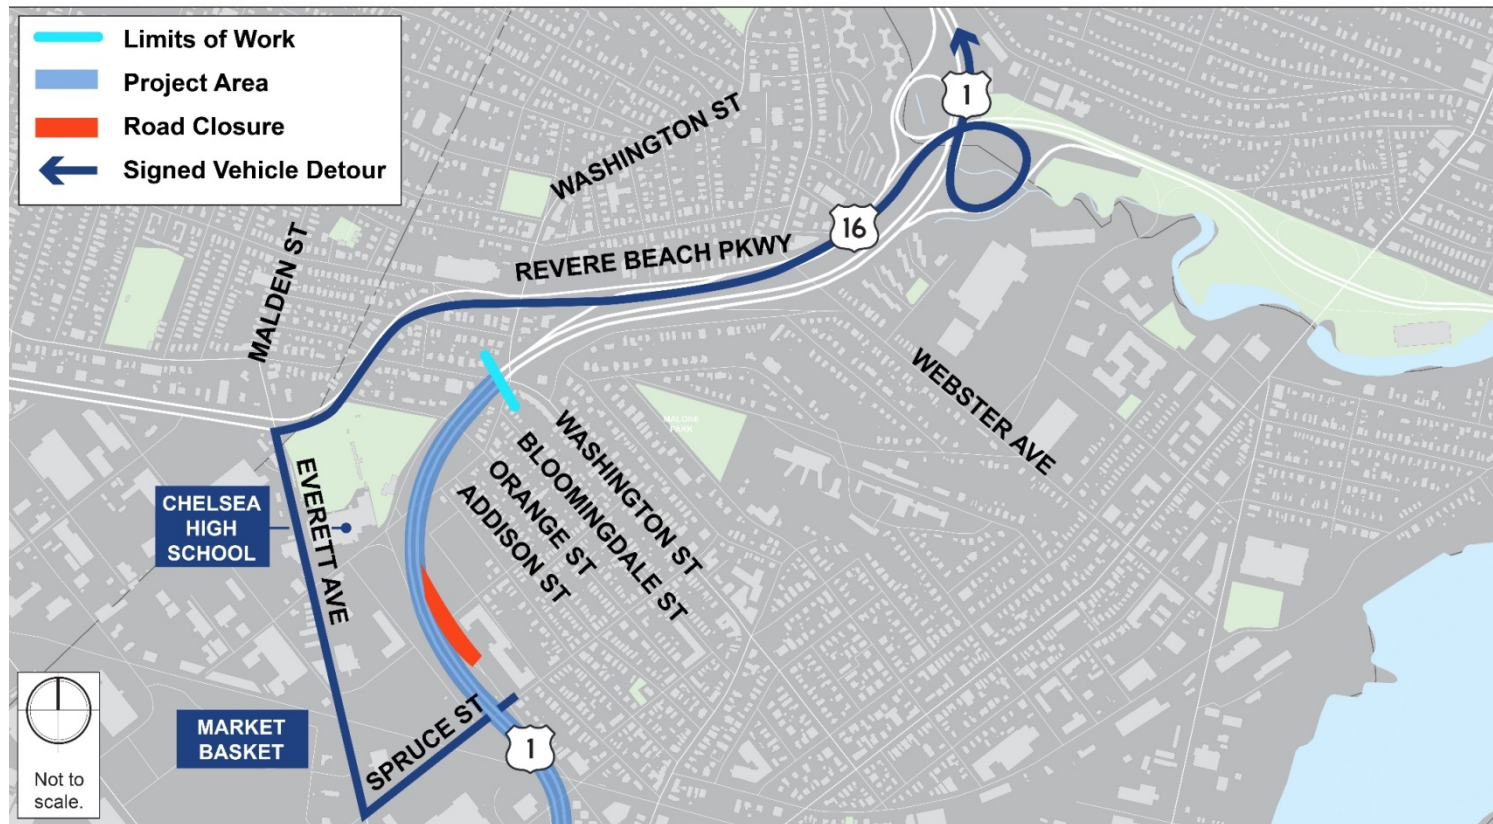 Limits of Work
Project Area
Road Closure
Signed Vehicle Detour
1
WASHINGTON ST
16
REVERE BEACH PKWY
MALDEN ST
WEBSTER AVE
MALONE
PARK
WASHINGTON ST
BLOOMINGDALE ST
ORANGE ST
ADDISON ST
CHELSEA
HIGH
SCHOOL
EVERETT AVE
MARKET
BASKET
SPRUCE ST
1
Not to
scale.